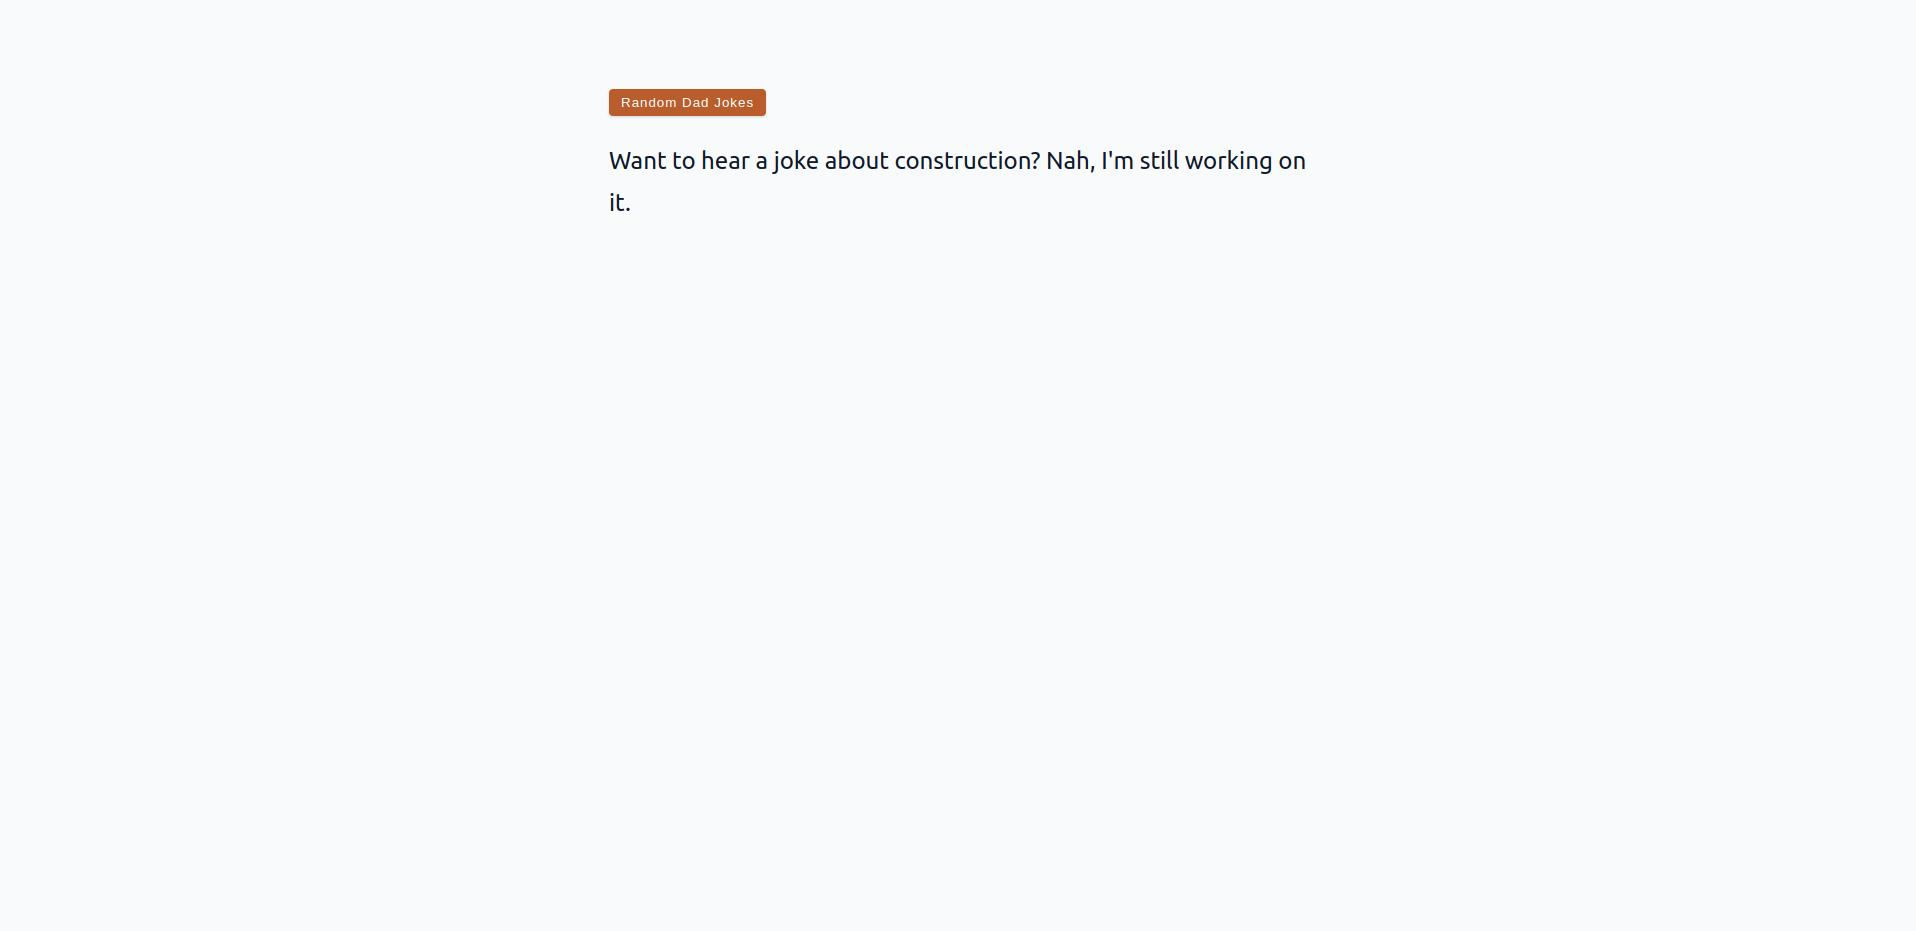 Random Dad Jokes
Want to hear a joke about construction? Nah, I'm still working on
it.